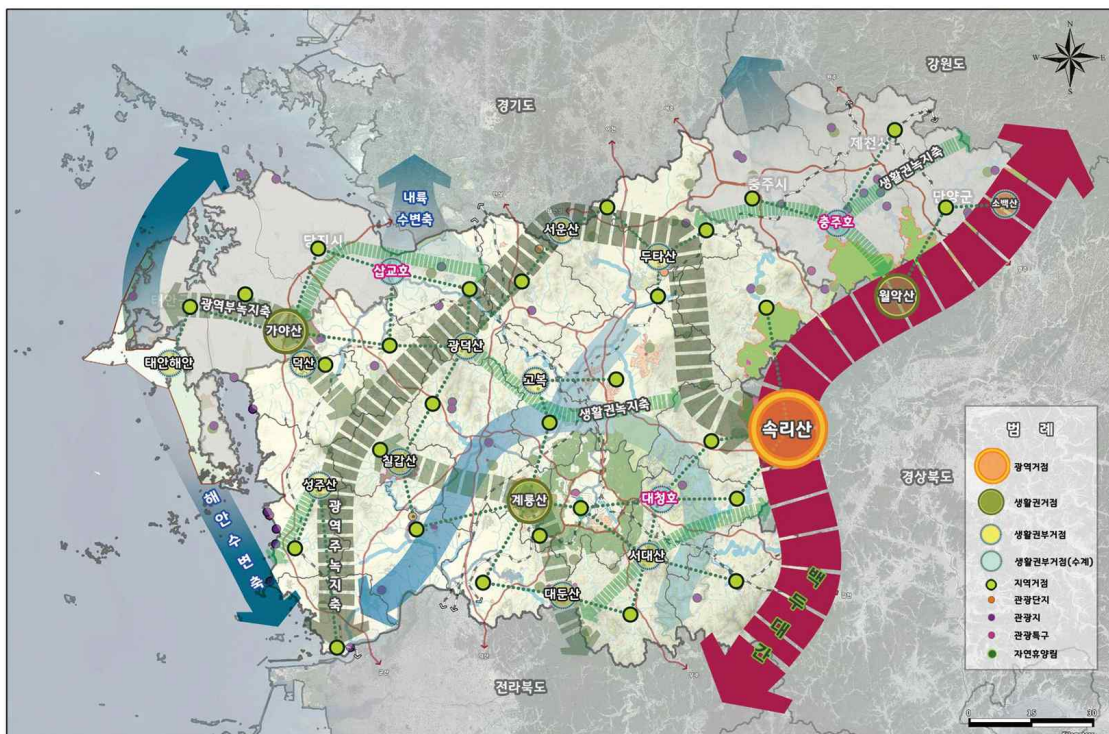 N
W
E
S
강원도
경기도
제천시
생활권녹지축
단양군
소백산
충주시
충주호
내륙
수변축
당진시
삽교호
서운산
두타산
월악산
광역부녹지축
가야산
태안해안
덕산
광덕산
고복
생활권녹지축
속리산
칠갑산
성주산
계룡산
대청호
서대산
대둔산
광역주녹지축
해안수변축
백두대간
경상북도
전라북도
범 례
광역거점
생활권거점
생활권부거점
생활권부거점(수계)
지역거점
관광단지
관광지
관광특구
자연휴양림
0 15 30